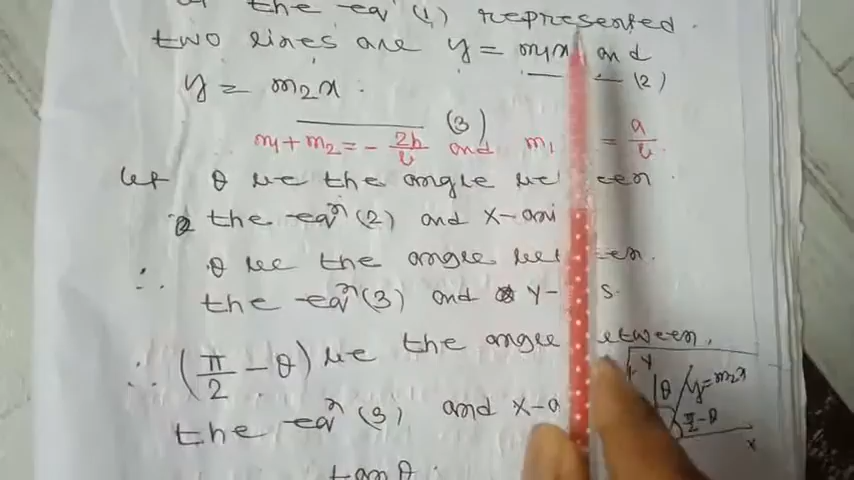 the eqⁿ (1) represented.
two lines are y = m₁x and
(2)
y = m₂x.
(3)
m₁ + m₂ = - 2h/b and m₁ = a/b
Let θ be the angle
the eqⁿ (2) and X-axi
∴ θ be the angle
the eqⁿ (3) and Y-
∴ (π/2 - θ) be the angle between.
the eqⁿ (3) and X-a
tan θ
Y
θ y = m₂x
π/2 - θ
X